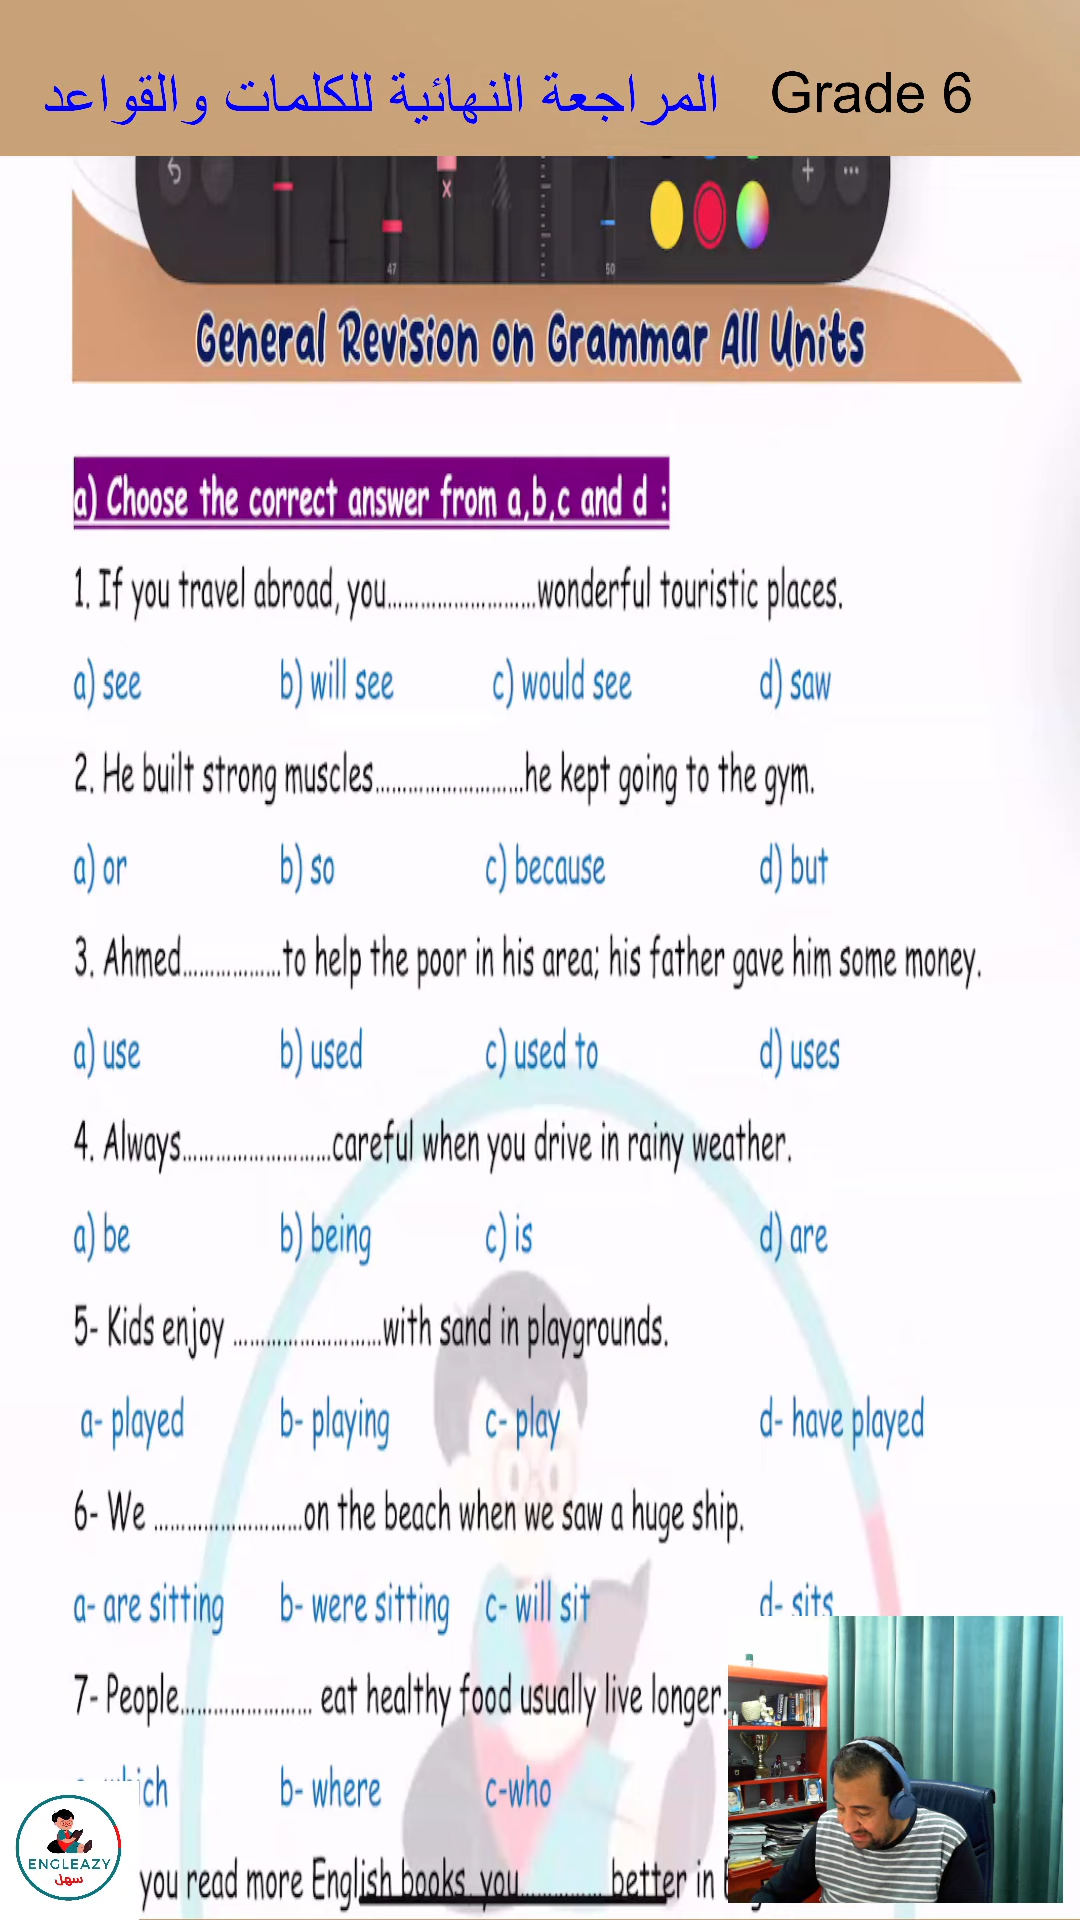 المراجعة النهائية للكلمات والقواعد Grade 6
47 50
General Revision on Grammar All Units
a) Choose the correct answer from a,b,c and d :
1. If you travel abroad, you.........................wonderful touristic places.
a) see b) will see c) would see d) saw
2. He built strong muscles.........................he kept going to the gym.
a) or b) so c) because d) but
3. Ahmed.................to help the poor in his area; his father gave him some money.
a) use b) used c) used to d) uses
4. Always.........................careful when you drive in rainy weather.
a) be b) being c) is d) are
5- Kids enjoy .........................with sand in playgrounds.
a- played b- playing c- play d- have played
6- We .........................on the beach when we saw a huge ship.
a- are sitting b- were sitting c- will sit d- sits
7- People...................... eat healthy food usually live longer.
b- where c-who
you read more English books, you.............. better in
ENGLEAZY
سهل